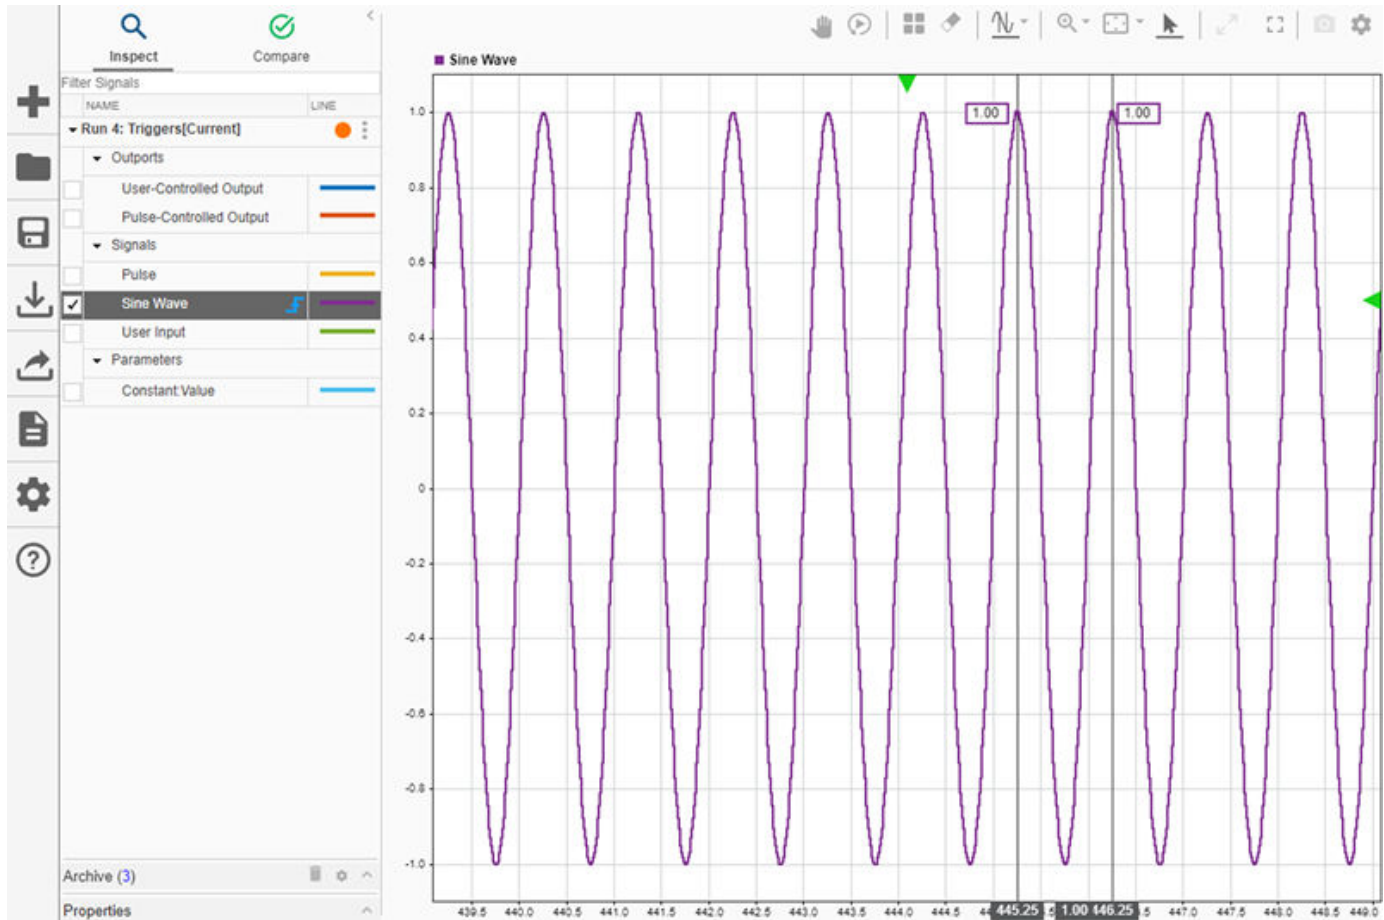 Inspect
Compare
Filter Signals
NAME
LINE
Run 4: Triggers[Current]
Outports
User-Controlled Output
Pulse-Controlled Output
Signals
Pulse
Sine Wave
User Input
Parameters
Constant:Value
Archive (3)
Properties
Sine Wave
1.00
1.00
1.0
0.8
0.6
0.4
0.2
0
-0.2
-0.4
-0.6
-0.8
-1.0
439.5 440.0 440.5 441.0 441.5 442.0 442.5 443.0 443.5 444.0 444.5 445.25 1.00 446.25 447.0 447.5 448.0 448.5 449.0